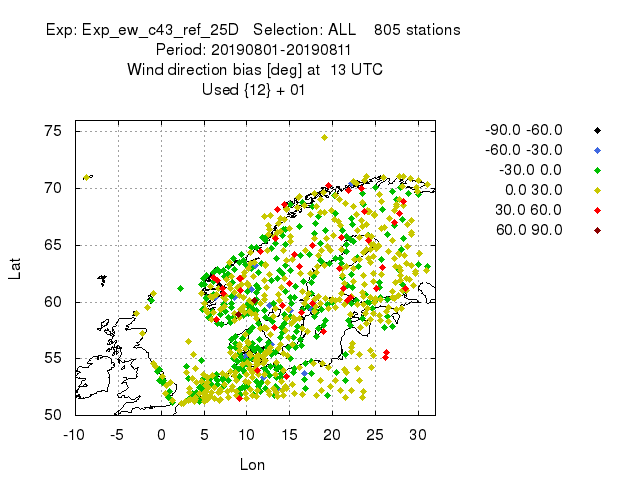 Exp: Exp_ew_c43_ref_25D   Selection: ALL    805 stations
Period: 20190801-20190811
Wind direction bias [deg] at  13 UTC
Used {12} + 01
-90.0 -60.0
-60.0 -30.0
-30.0 0.0
0.0 30.0
30.0 60.0
60.0 90.0
75
70
65
60
55
50
Lat
-10 -5 0 5 10 15 20 25 30
Lon